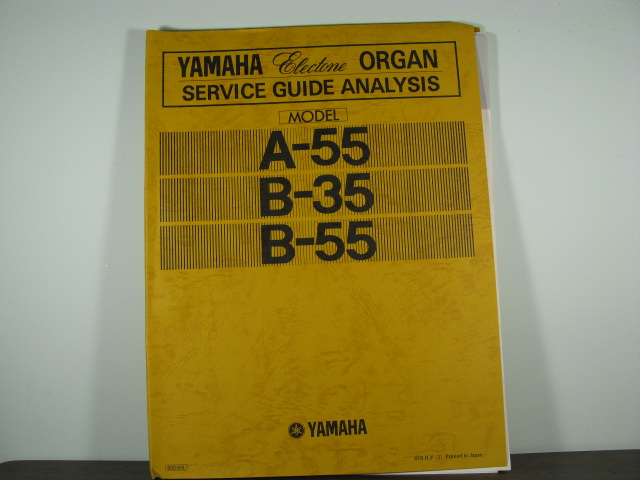 YAMAHA Electone ORGAN
SERVICE GUIDE ANALYSIS
MODEL
A-55
B-35
B-55
YAMAHA
Printed in Japan